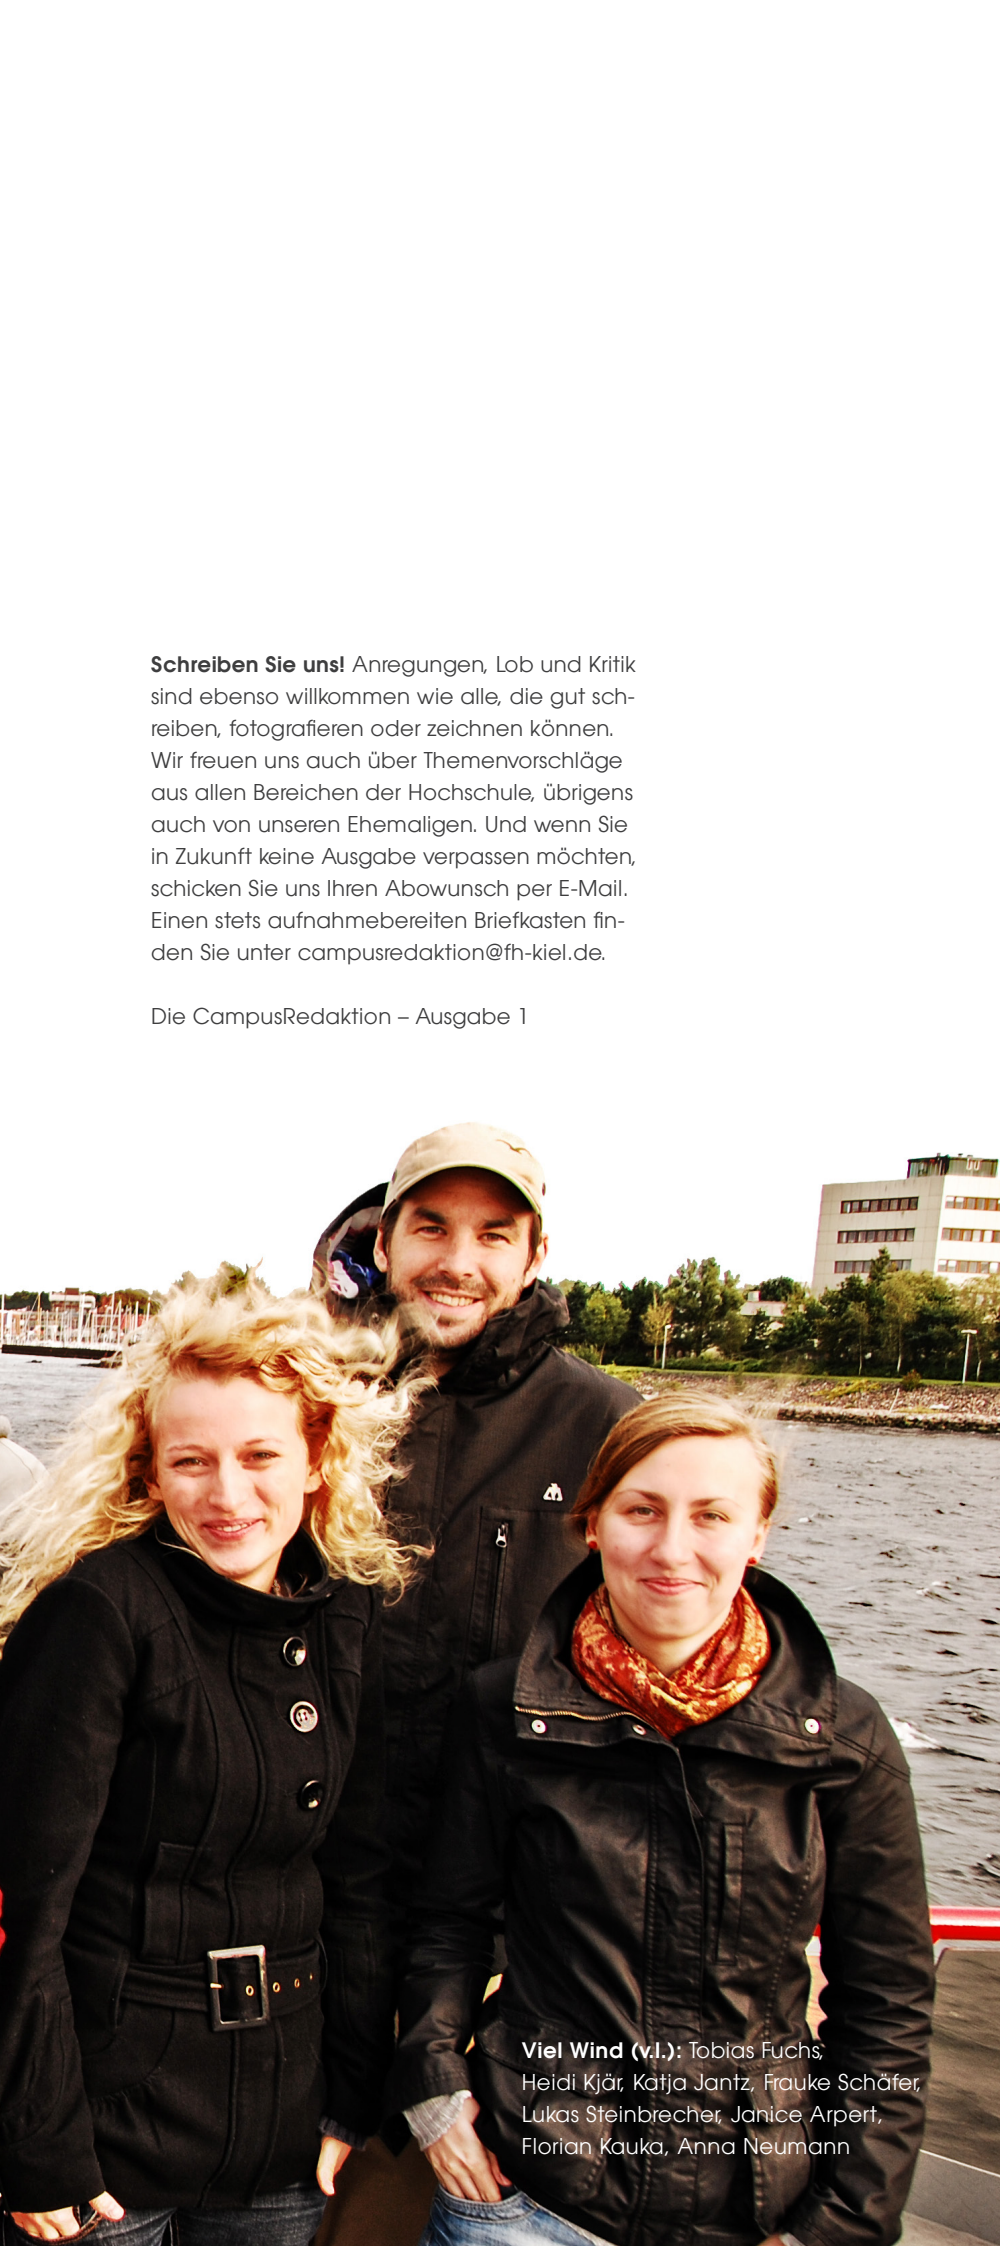 Schreiben Sie uns! Anregungen, Lob und Kritik
sind ebenso willkommen wie alle, die gut sch-
reiben, fotografieren oder zeichnen können.
Wir freuen uns auch über Themenvorschläge
aus allen Bereichen der Hochschule, übrigens
auch von unseren Ehemaligen. Und wenn Sie
in Zukunft keine Ausgabe verpassen möchten,
schicken Sie uns Ihren Abowunsch per E-Mail.
Einen stets aufnahmebereiten Briefkasten fin-
den Sie unter campusredaktion@fh-kiel.de.
Die CampusRedaktion – Ausgabe 1
Viel Wind (v.l.): Tobias Fuchs,
Heidi Kjär, Katja Jantz, Frauke Schäfer,
Lukas Steinbrecher, Janice Arpert,
Florian Kauka, Anna Neumann